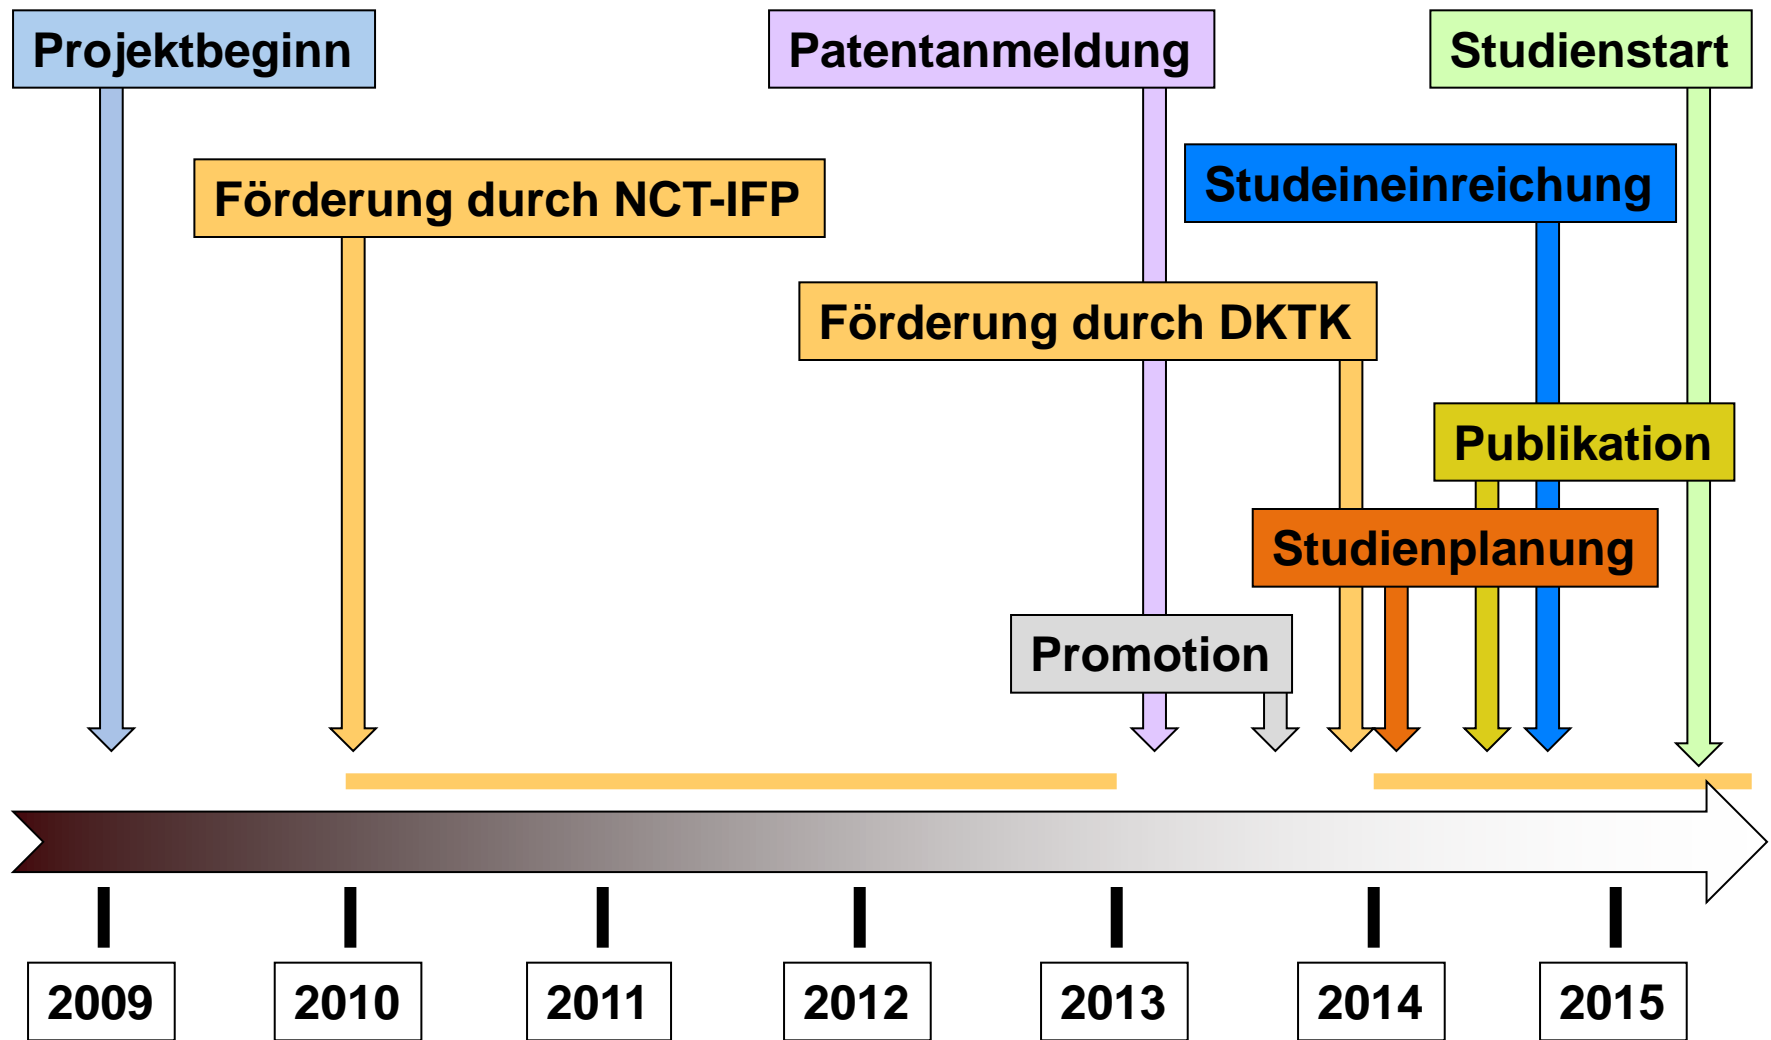 Projektbeginn
Patentanmeldung
Studienstart
Förderung durch NCT-IFP
Studeineinreichung
Förderung durch DKTK
Publikation
Studienplanung
Promotion
2009
2010
2011
2012
2013
2014
2015